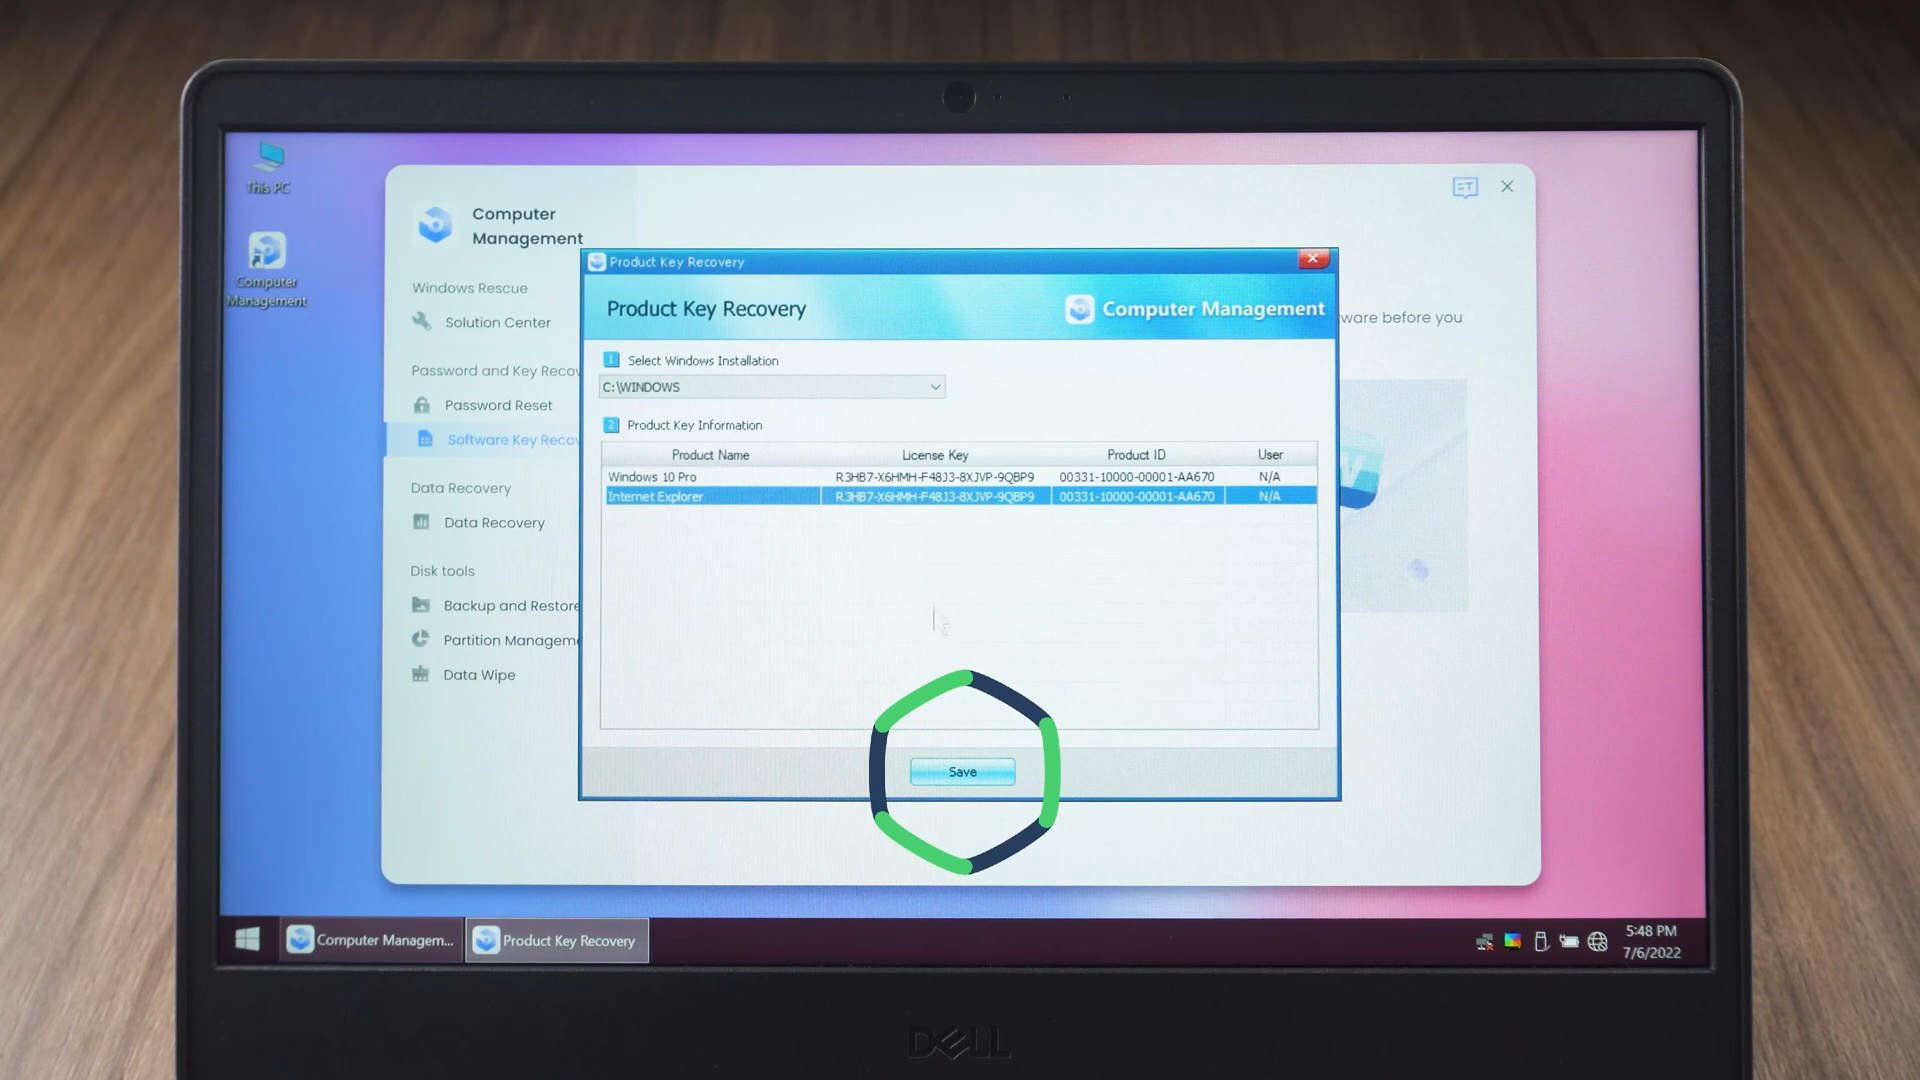 This PC
Computer
Management
Computer
Management
Windows Rescue
Solution Center
Password and Key Recov
Password Reset
Software Key Recov
Data Recovery
Data Recovery
Disk tools
Backup and Restore
Partition Manageme
Data Wipe
ware before you
Product Key Recovery
Product Key Recovery
Computer Management
1 Select Windows Installation
C:\WINDOWS
2 Product Key Information
Product Name License Key Product ID User
Windows 10 Pro R3HB7-X6HMH-F48J3-8XJVP-9QBP9 00331-10000-00001-AA670 N/A
Internet Explorer R3HB7-X6HMH-F48J3-8XJVP-9QBP9 00331-10000-00001-AA670 N/A
Save
Computer Managem...
Product Key Recovery
5:48 PM
7/6/2022
DELL